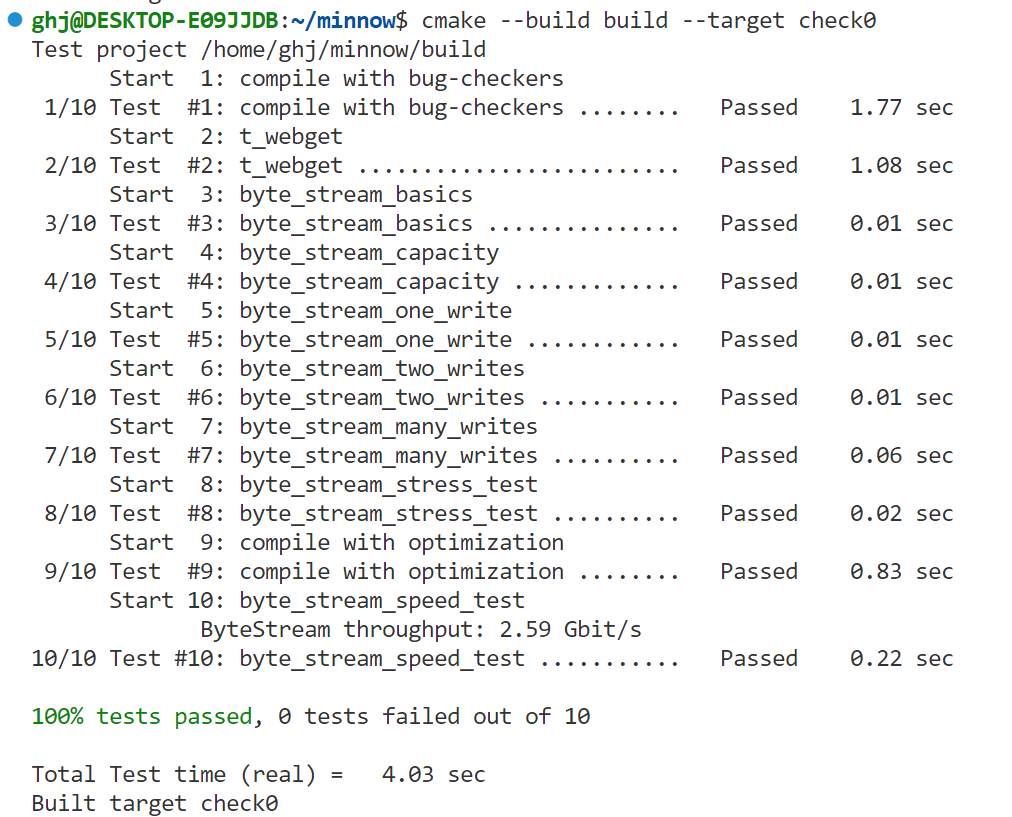 ghj@DESKTOP-E09JJDB:~/minnow$ cmake --build build --target check0
Test project /home/ghj/minnow/build
      Start  1: compile with bug-checkers
 1/10 Test  #1: compile with bug-checkers ........   Passed    1.77 sec
      Start  2: t_webget
 2/10 Test  #2: t_webget .........................   Passed    1.08 sec
      Start  3: byte_stream_basics
 3/10 Test  #3: byte_stream_basics ...............   Passed    0.01 sec
      Start  4: byte_stream_capacity
 4/10 Test  #4: byte_stream_capacity .............   Passed    0.01 sec
      Start  5: byte_stream_one_write
 5/10 Test  #5: byte_stream_one_write ............   Passed    0.01 sec
      Start  6: byte_stream_two_writes
 6/10 Test  #6: byte_stream_two_writes ...........   Passed    0.01 sec
      Start  7: byte_stream_many_writes
 7/10 Test  #7: byte_stream_many_writes ..........   Passed    0.06 sec
      Start  8: byte_stream_stress_test
 8/10 Test  #8: byte_stream_stress_test ..........   Passed    0.02 sec
      Start  9: compile with optimization
 9/10 Test  #9: compile with optimization ........   Passed    0.83 sec
      Start 10: byte_stream_speed_test
             ByteStream throughput: 2.59 Gbit/s
10/10 Test #10: byte_stream_speed_test ...........   Passed    0.22 sec

100% tests passed, 0 tests failed out of 10

Total Test time (real) =   4.03 sec
Built target check0